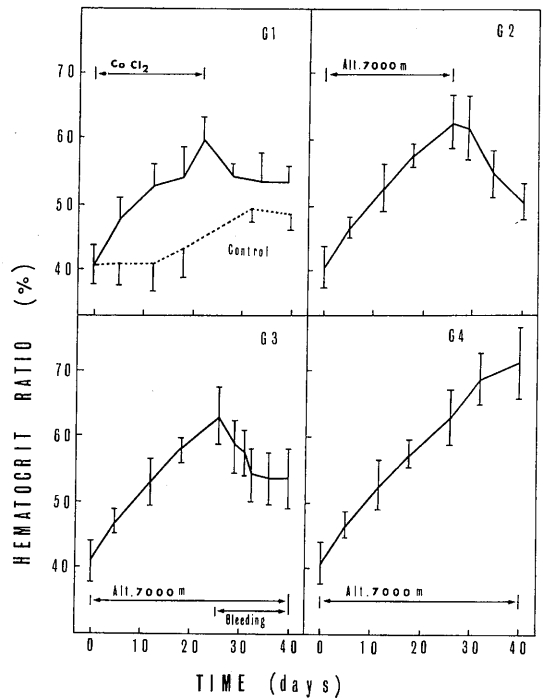 G1
Co Cl2
70
60
50
40
Control
G2
Alt. 7000 m
HEMATOCRIT RATIO (%)
G3
70
60
50
40
Alt. 7000 m
Bleeding
0 10 20 30 40
G4
Alt. 7000 m
0 10 20 30 40
TIME (days)